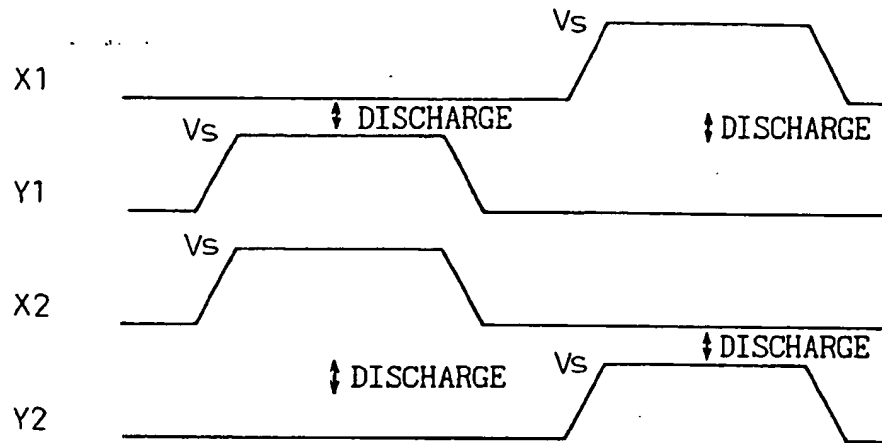 Vs
X1
DISCHARGE
DISCHARGE
Vs
Y1
Vs
X2
DISCHARGE
Vs
DISCHARGE
Y2